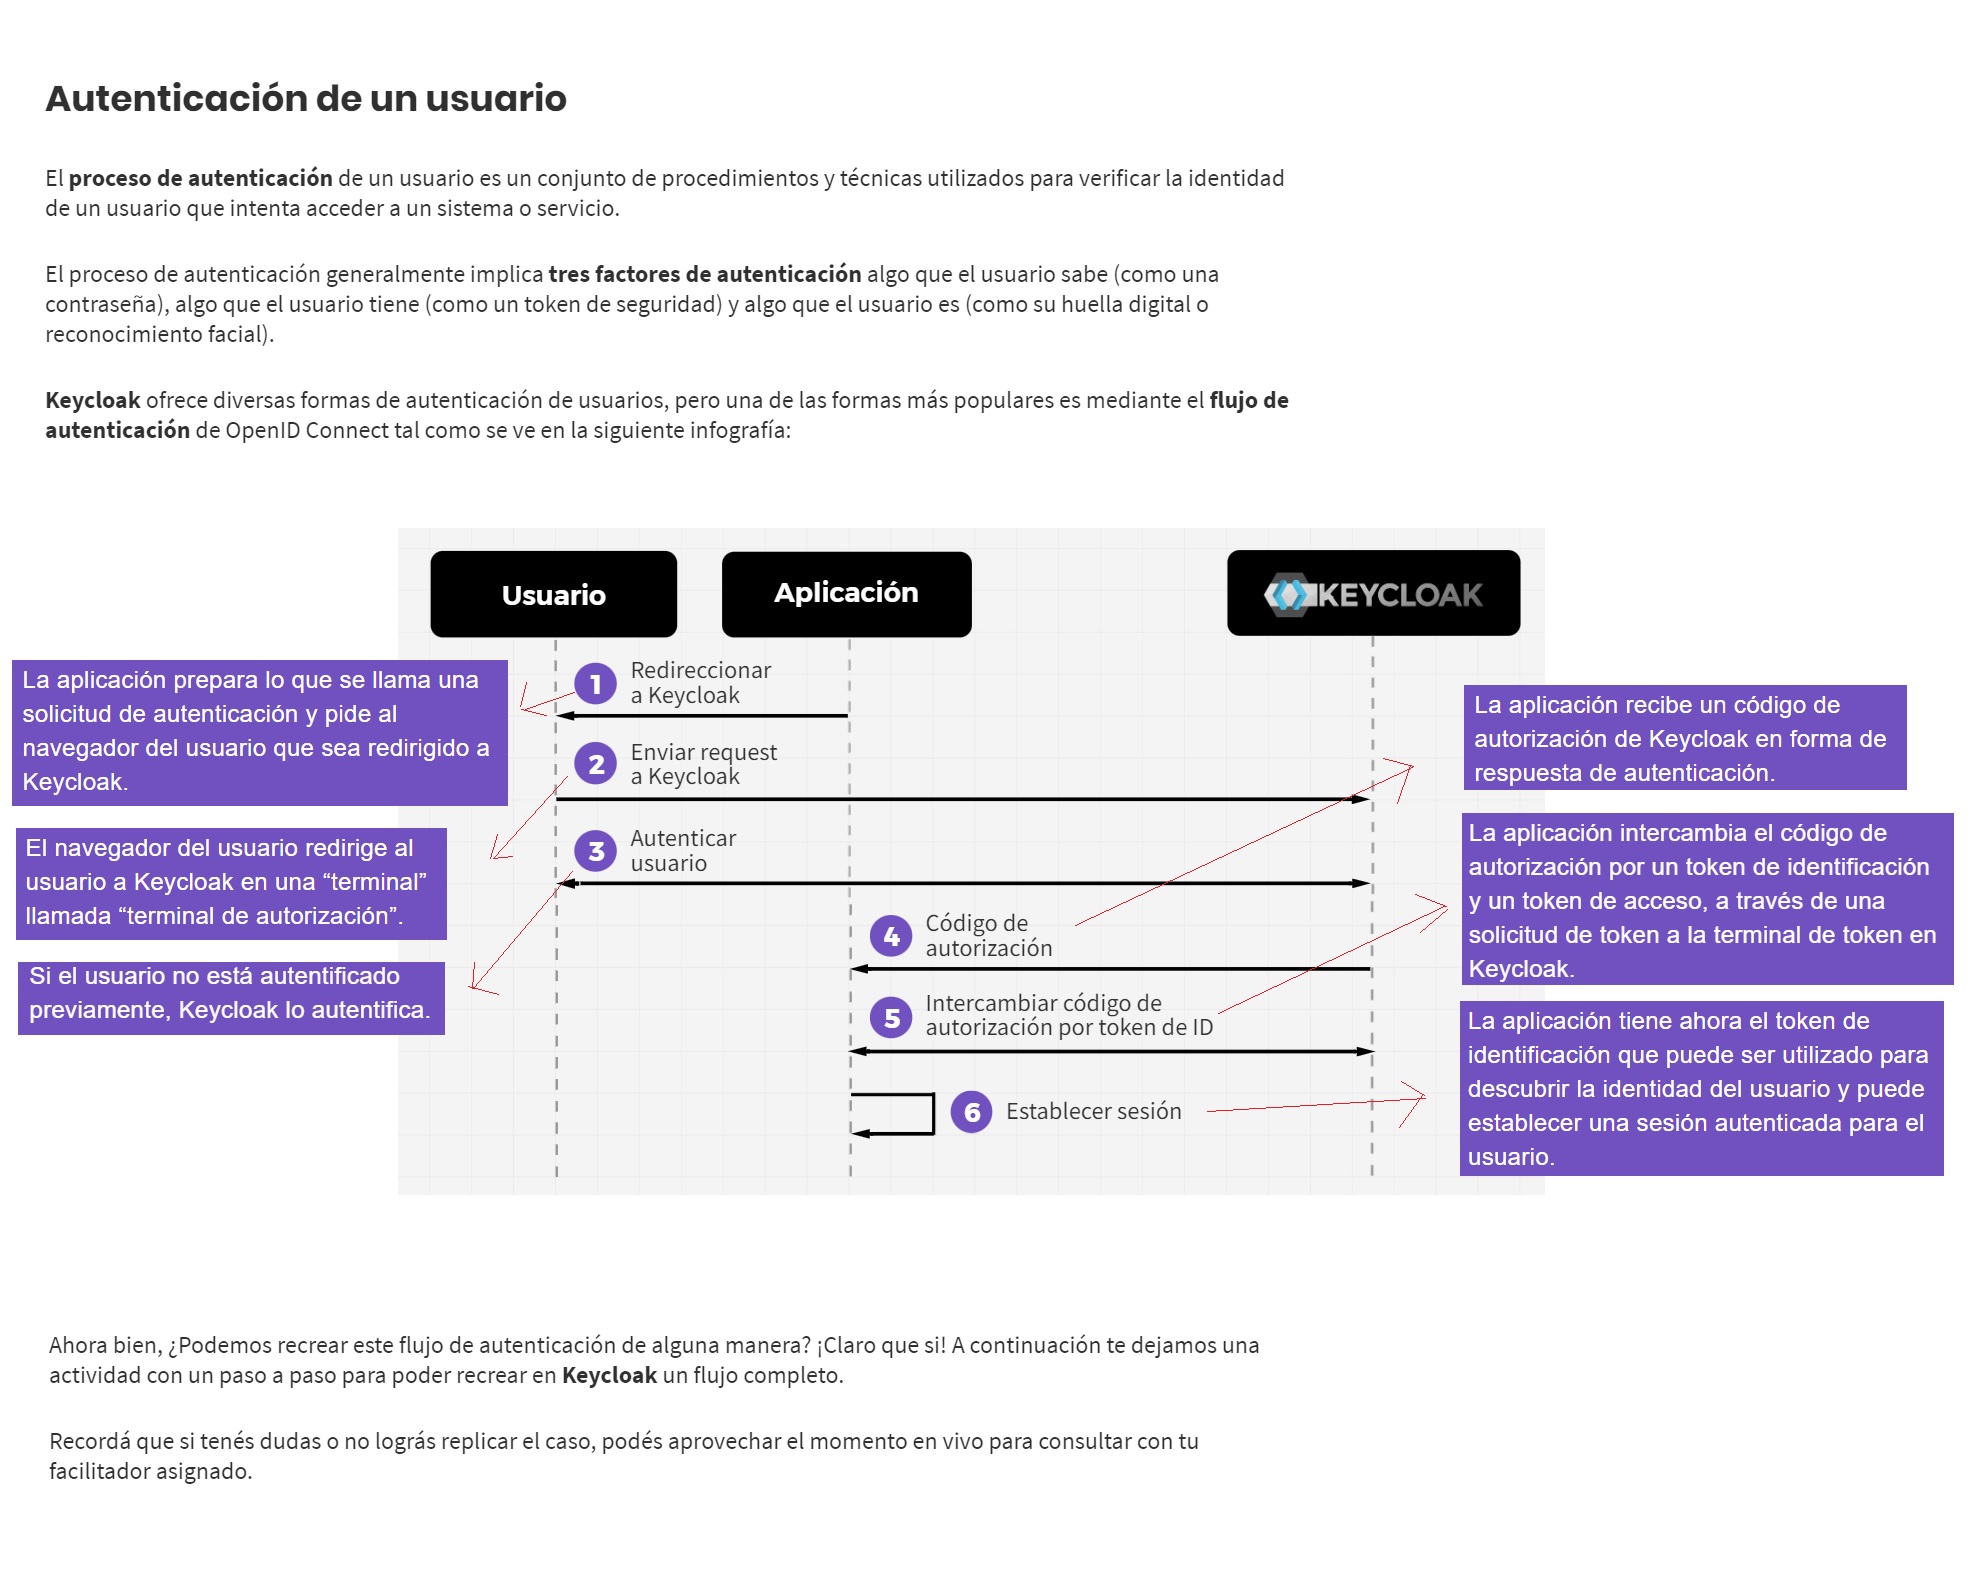 Autenticación de un usuario
El proceso de autenticación de un usuario es un conjunto de procedimientos y técnicas utilizados para verificar la identidad
de un usuario que intenta acceder a un sistema o servicio.
El proceso de autenticación generalmente implica tres factores de autenticación algo que el usuario sabe (como una
contraseña), algo que el usuario tiene (como un token de seguridad) y algo que el usuario es (como su huella digital o
reconocimiento facial).
Keycloak ofrece diversas formas de autenticación de usuarios, pero una de las formas más populares es mediante el flujo de
autenticación de OpenID Connect tal como se ve en la siguiente infografía:
Usuario
Aplicación
KEYCLOAK
1
Redireccionar
a Keycloak
La aplicación prepara lo que se llama una
solicitud de autenticación y pide al
navegador del usuario que sea redirigido a
Keycloak.
2
Enviar request
a Keycloak
El navegador del usuario redirige al
usuario a Keycloak en una “terminal”
llamada “terminal de autorización”.
3
Autenticar
usuario
Si el usuario no está autentificado
previamente, Keycloak lo autentifica.
4
Código de
autorización
La aplicación recibe un código de
autorización de Keycloak en forma de
respuesta de autenticación.
5
Intercambiar código de
autorización por token de ID
La aplicación intercambia el código de
autorización por un token de identificación
y un token de acceso, a través de una
solicitud de token a la terminal de token en
Keycloak.
6
Establecer sesión
La aplicación tiene ahora el token de
identificación que puede ser utilizado para
descubrir la identidad del usuario y puede
establecer una sesión autenticada para el
usuario.
Ahora bien, ¿Podemos recrear este flujo de autenticación de alguna manera? ¡Claro que si! A continuación te dejamos una
actividad con un paso a paso para poder recrear en Keycloak un flujo completo.
Recordá que si tenés dudas o no lográs replicar el caso, podés aprovechar el momento en vivo para consultar con tu
facilitador asignado.